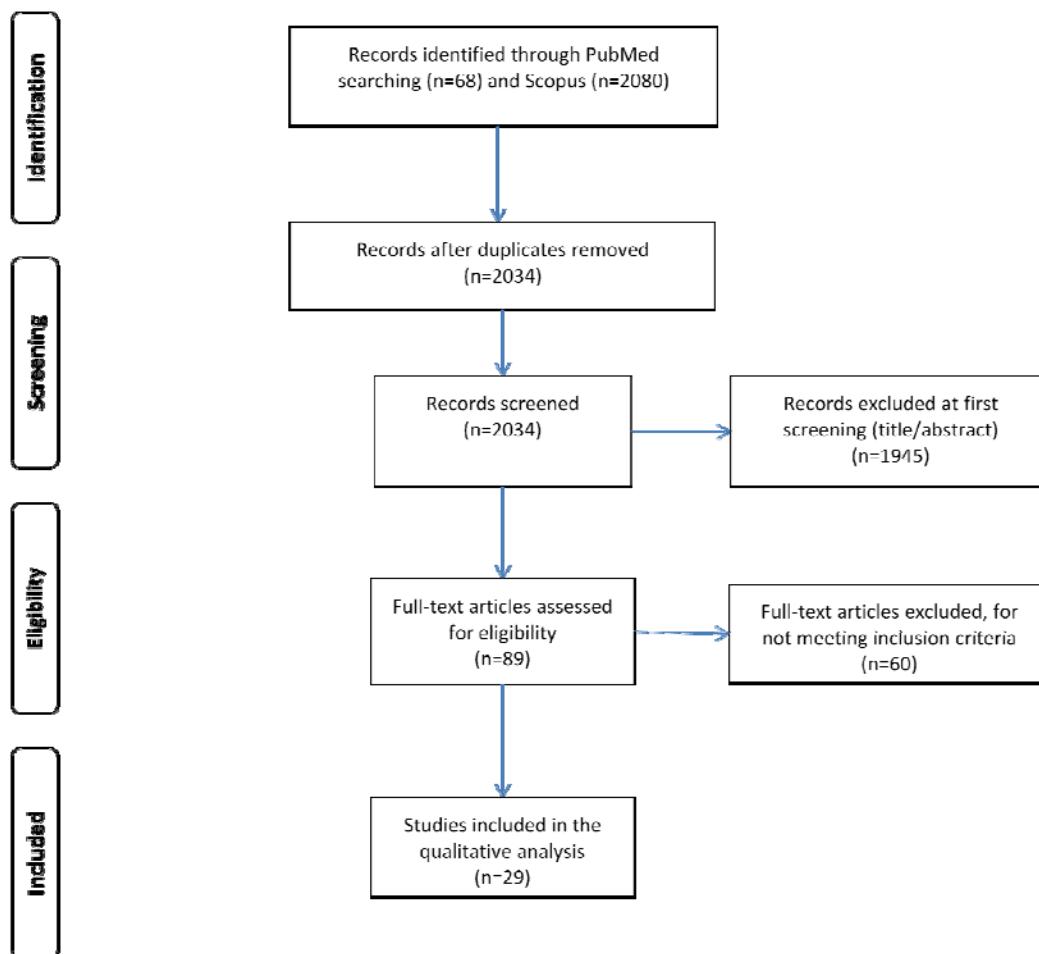 Identification
Records identified through PubMed
searching (n=68) and Scopus (n=2080)
Records after duplicates removed
(n=2034)
Screening
Records screened
(n=2034)
Records excluded at first
screening (title/abstract)
(n=1945)
Eligibility
Full-text articles assessed
for eligibility
(n=89)
Full-text articles excluded, for
not meeting inclusion criteria
(n=60)
Included
Studies included in the
qualitative analysis
(n=29)